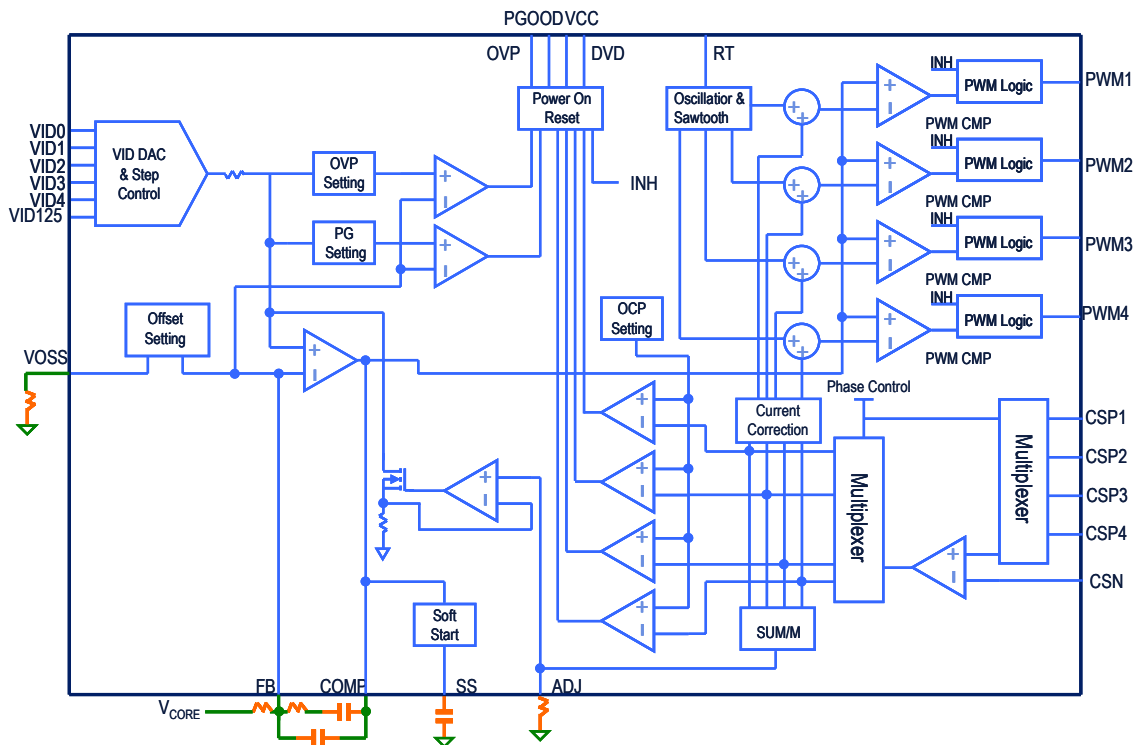 PGOOD VCC
OVP
DVD
RT
VID0
VID1
VID2
VID3
VID4
VID125
VID DAC
& Step
Control
OVP
Setting
PG
Setting
Power On
Reset
INH
Oscillatior &
Sawtooth
INH
PWM Logic
PWM1
PWM CMP
INH
PWM Logic
PWM2
PWM CMP
INH
PWM Logic
PWM3
PWM CMP
INH
PWM Logic
PWM4
PWM CMP
Offset
Setting
VOSS
OCP
Setting
Phase Control
Current
Correction
Multiplexer
Multiplexer
CSP1
CSP2
CSP3
CSP4
CSN
Soft
Start
SUM/M
FB
COMP
SS
ADJ
VCORE